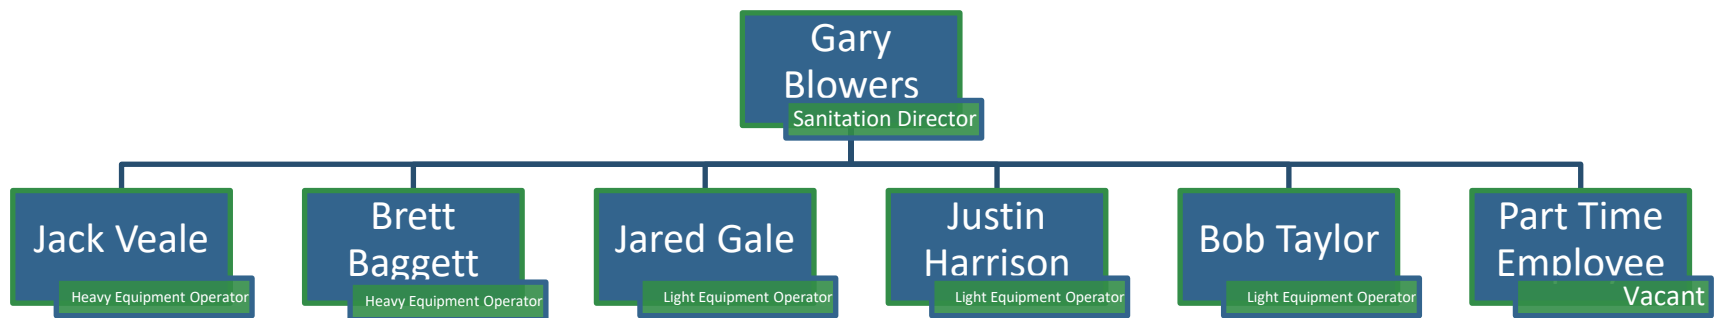 Gary
Blowers
Sanitation Director
Jack Veale
Heavy Equipment Operator
Brett
Baggett
Heavy Equipment Operator
Jared Gale
Light Equipment Operator
Justin
Harrison
Light Equipment Operator
Bob Taylor
Light Equipment Operator
Part Time
Employee
Vacant